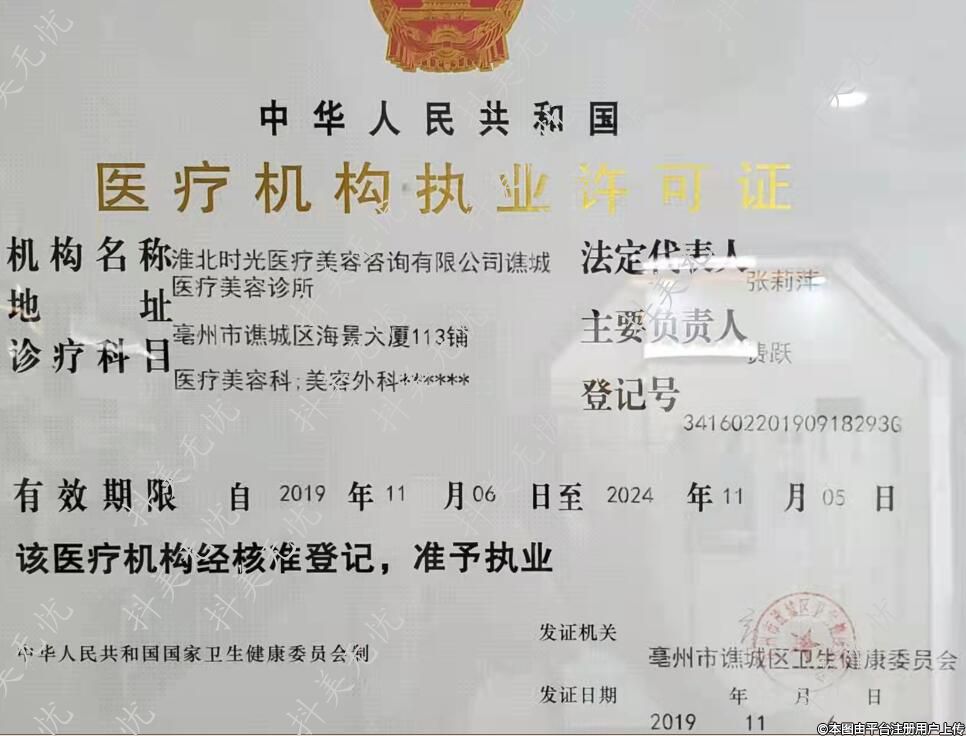 中华人民共和国
医疗机构执业许可证
机构名称 淮北时光医疗美容咨询有限公司谯城
医疗美容诊所
地址 亳州市谯城区海景大厦113铺
诊疗科目 医疗美容科;美容外科******
法定代表人 张莉萍
主要负责人 贵跃
登记号 341602201909182936
有效期限 自 2019 年 11 月 06 日至 2024 年 11 月 05 日
该医疗机构经核准登记，准予执业
中华人民共和国国家卫生健康委员会制
发证机关 亳州市谯城区卫生健康委员会
发证日期 2019 年 11 月 6 日
抖美无忧
©本图由平台注册用户上传